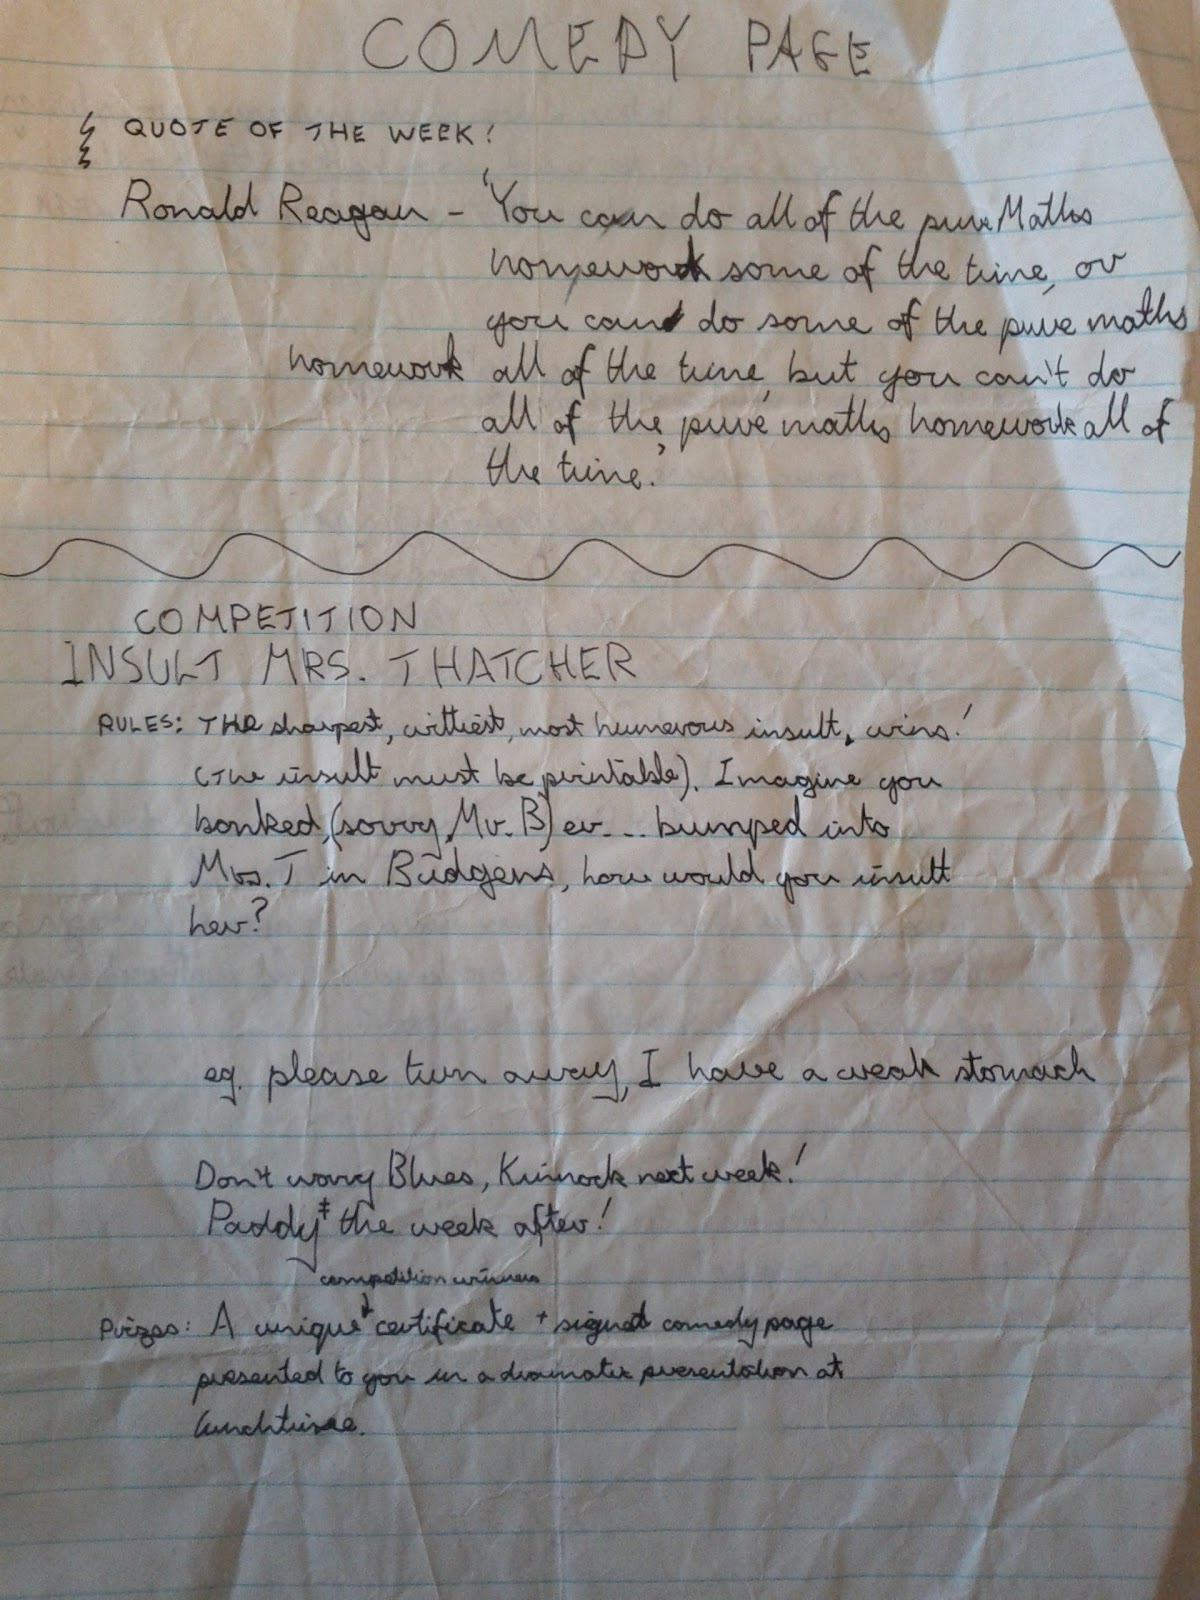 COMEDY PAGE
QUOTE OF THE WEEK!
Ronald Reagan - 'You can do all of the pure Maths
homework some of the time, or
you can do some of the pure maths
homework all of the time, but you can't do
all of the, pure maths homework all of
the time.'
COMPETITION
INSULT MRS. THATCHER
RULES: THE sharpest, wittiest, most humerous insult, wins!
(The insult must be printable). Imagine you
bonked, (sorry, Mr. B) er... bumped into
Mrs. T in Budgens, how would you insult
her?
eg. please turn away, I have a weak stomach
Don't worry Blues, Kinnock next week!
Paddy‡ the week after!
competition winners
Prizes: A unique certificate + signed comedy page
presented to you in a dramatic presentation at
lunchtime.